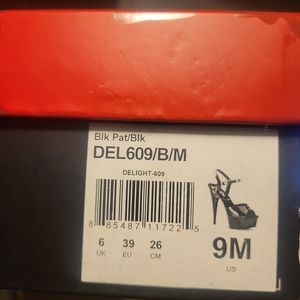 Blk Pat/Blk
DEL609/B/M
DELIGHT-609
8 85487 11722 5
6 39 26 9M
UK EU CM US